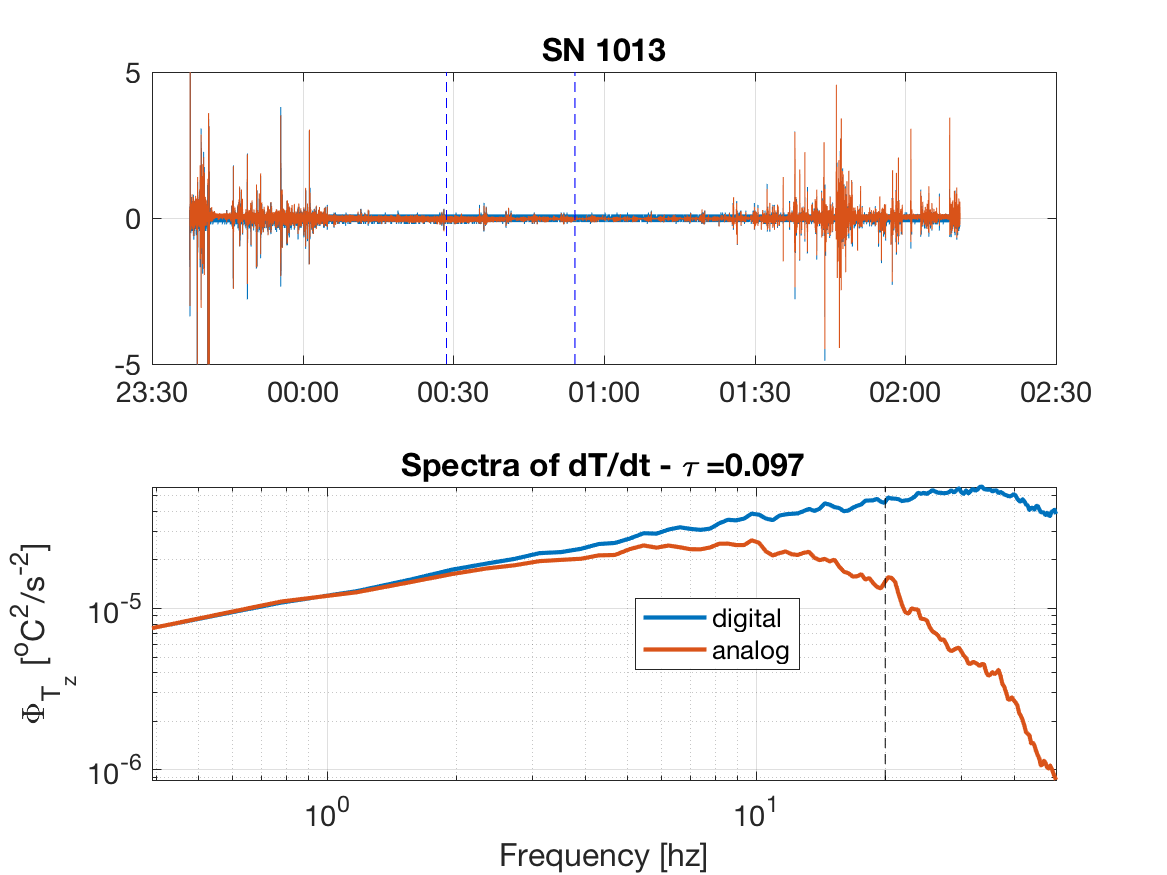 SN 1013
5
0
-5
23:30 00:00 00:30 01:00 01:30 02:00 02:30
Spectra of dT/dt - τ =0.097
Φ_{T_z} [°C²/s⁻²]
10⁻⁵
10⁻⁶
digital
analog
10⁰ 10¹
Frequency [hz]